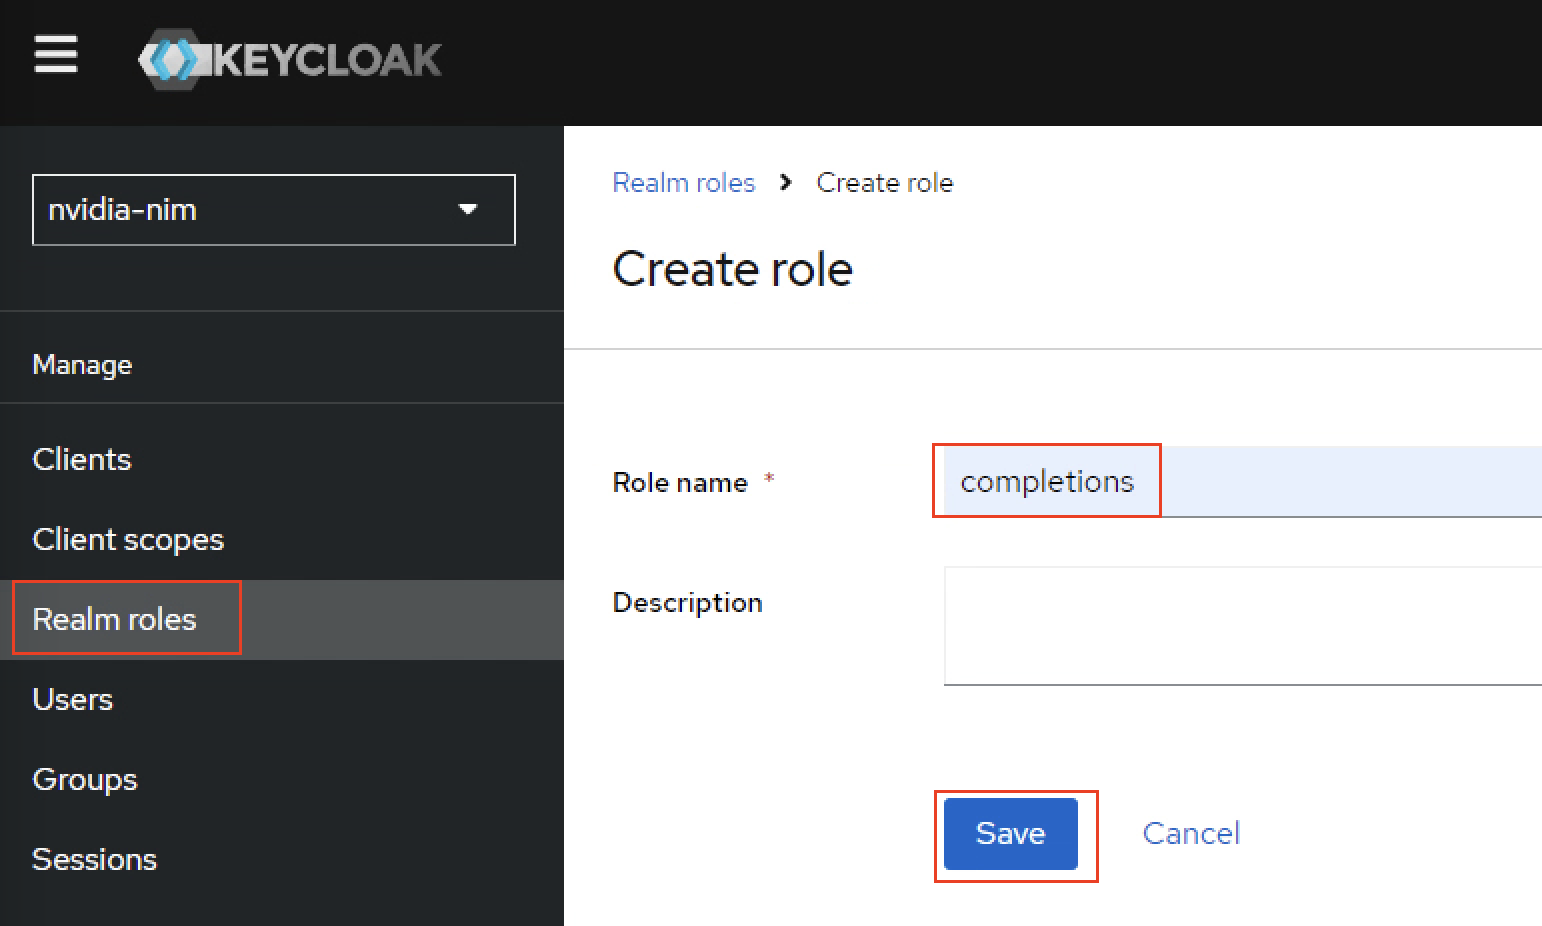 KEYCLOAK
nvidia-nim
Manage
Clients
Client scopes
Realm roles
Users
Groups
Sessions
Realm roles > Create role
Create role
Role name *
completions
Description
Save
Cancel